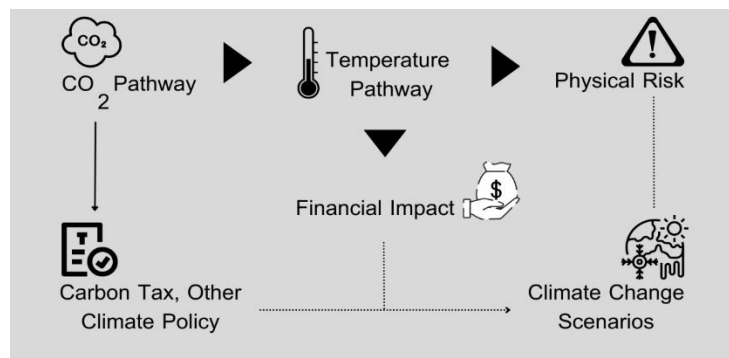 CO₂
CO2 Pathway
Temperature
Pathway
Physical Risk
$
Financial Impact
T
Carbon Tax, Other
Climate Policy
Climate Change
Scenarios